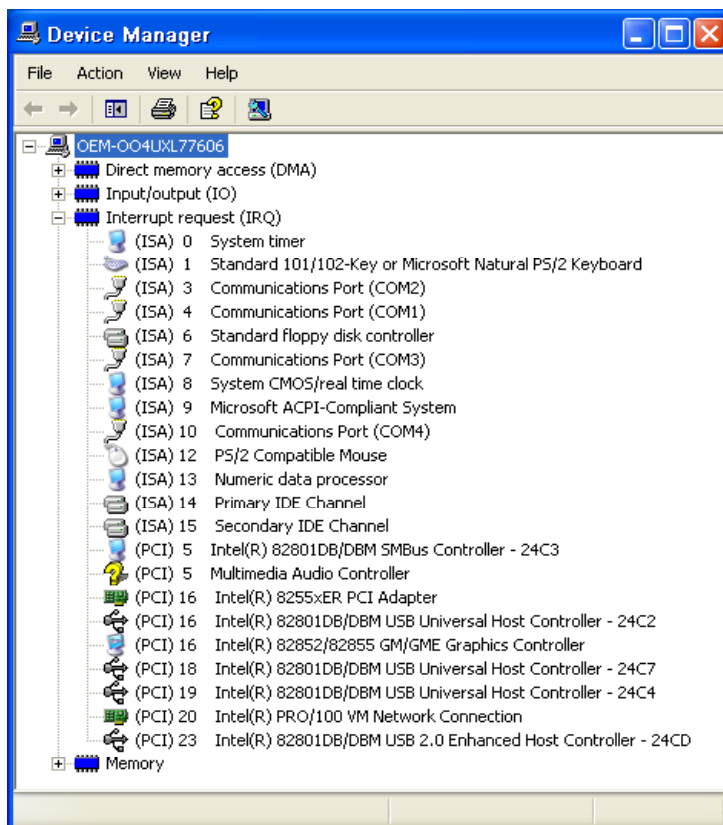 Device Manager
File Action View Help
OEM-OO4UXL77606
Direct memory access (DMA)
Input/output (IO)
Interrupt request (IRQ)
(ISA) 0 System timer
(ISA) 1 Standard 101/102-Key or Microsoft Natural PS/2 Keyboard
(ISA) 3 Communications Port (COM2)
(ISA) 4 Communications Port (COM1)
(ISA) 6 Standard floppy disk controller
(ISA) 7 Communications Port (COM3)
(ISA) 8 System CMOS/real time clock
(ISA) 9 Microsoft ACPI-Compliant System
(ISA) 10 Communications Port (COM4)
(ISA) 12 PS/2 Compatible Mouse
(ISA) 13 Numeric data processor
(ISA) 14 Primary IDE Channel
(ISA) 15 Secondary IDE Channel
(PCI) 5 Intel(R) 82801DB/DBM SMBus Controller - 24C3
(PCI) 5 Multimedia Audio Controller
(PCI) 16 Intel(R) 8255xER PCI Adapter
(PCI) 16 Intel(R) 82801DB/DBM USB Universal Host Controller - 24C2
(PCI) 16 Intel(R) 82852/82855 GM/GME Graphics Controller
(PCI) 18 Intel(R) 82801DB/DBM USB Universal Host Controller - 24C7
(PCI) 19 Intel(R) 82801DB/DBM USB Universal Host Controller - 24C4
(PCI) 20 Intel(R) PRO/100 VM Network Connection
(PCI) 23 Intel(R) 82801DB/DBM USB 2.0 Enhanced Host Controller - 24CD
Memory